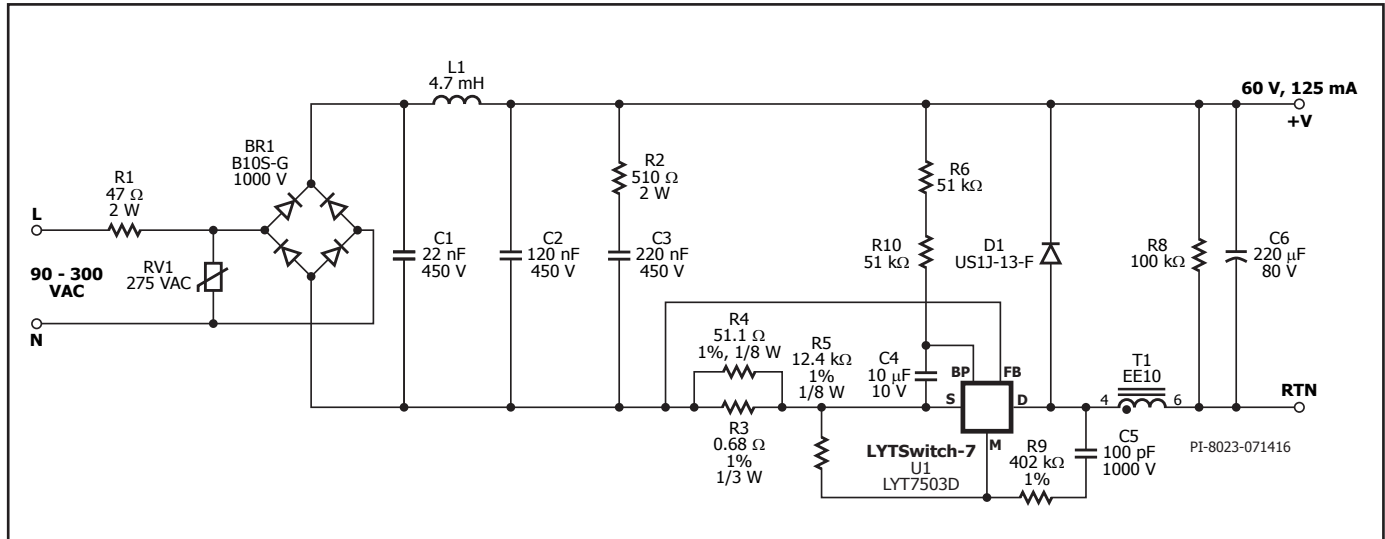 L1
4.7 mH
60 V, 125 mA
+V
BR1
B10S-G
1000 V
R1
47 Ω
2 W
L
RV1
275 VAC
90 - 300
VAC
N
C1
22 nF
450 V
C2
120 nF
450 V
R2
510 Ω
2 W
C3
220 nF
450 V
R6
51 kΩ
R10
51 kΩ
D1
US1J-13-F
R8
100 kΩ
C6
220 µF
80 V
R4
51.1 Ω
1%, 1/8 W
R5
12.4 kΩ
1%
1/8 W
C4
10 µF
10 V
BP
FB
S
D
M
R3
0.68 Ω
1%
1/3 W
LYTSwitch-7
U1
LYT7503D
T1
EE10
4
6
RTN
R9
402 kΩ
1%
C5
100 pF
1000 V
PI-8023-071416